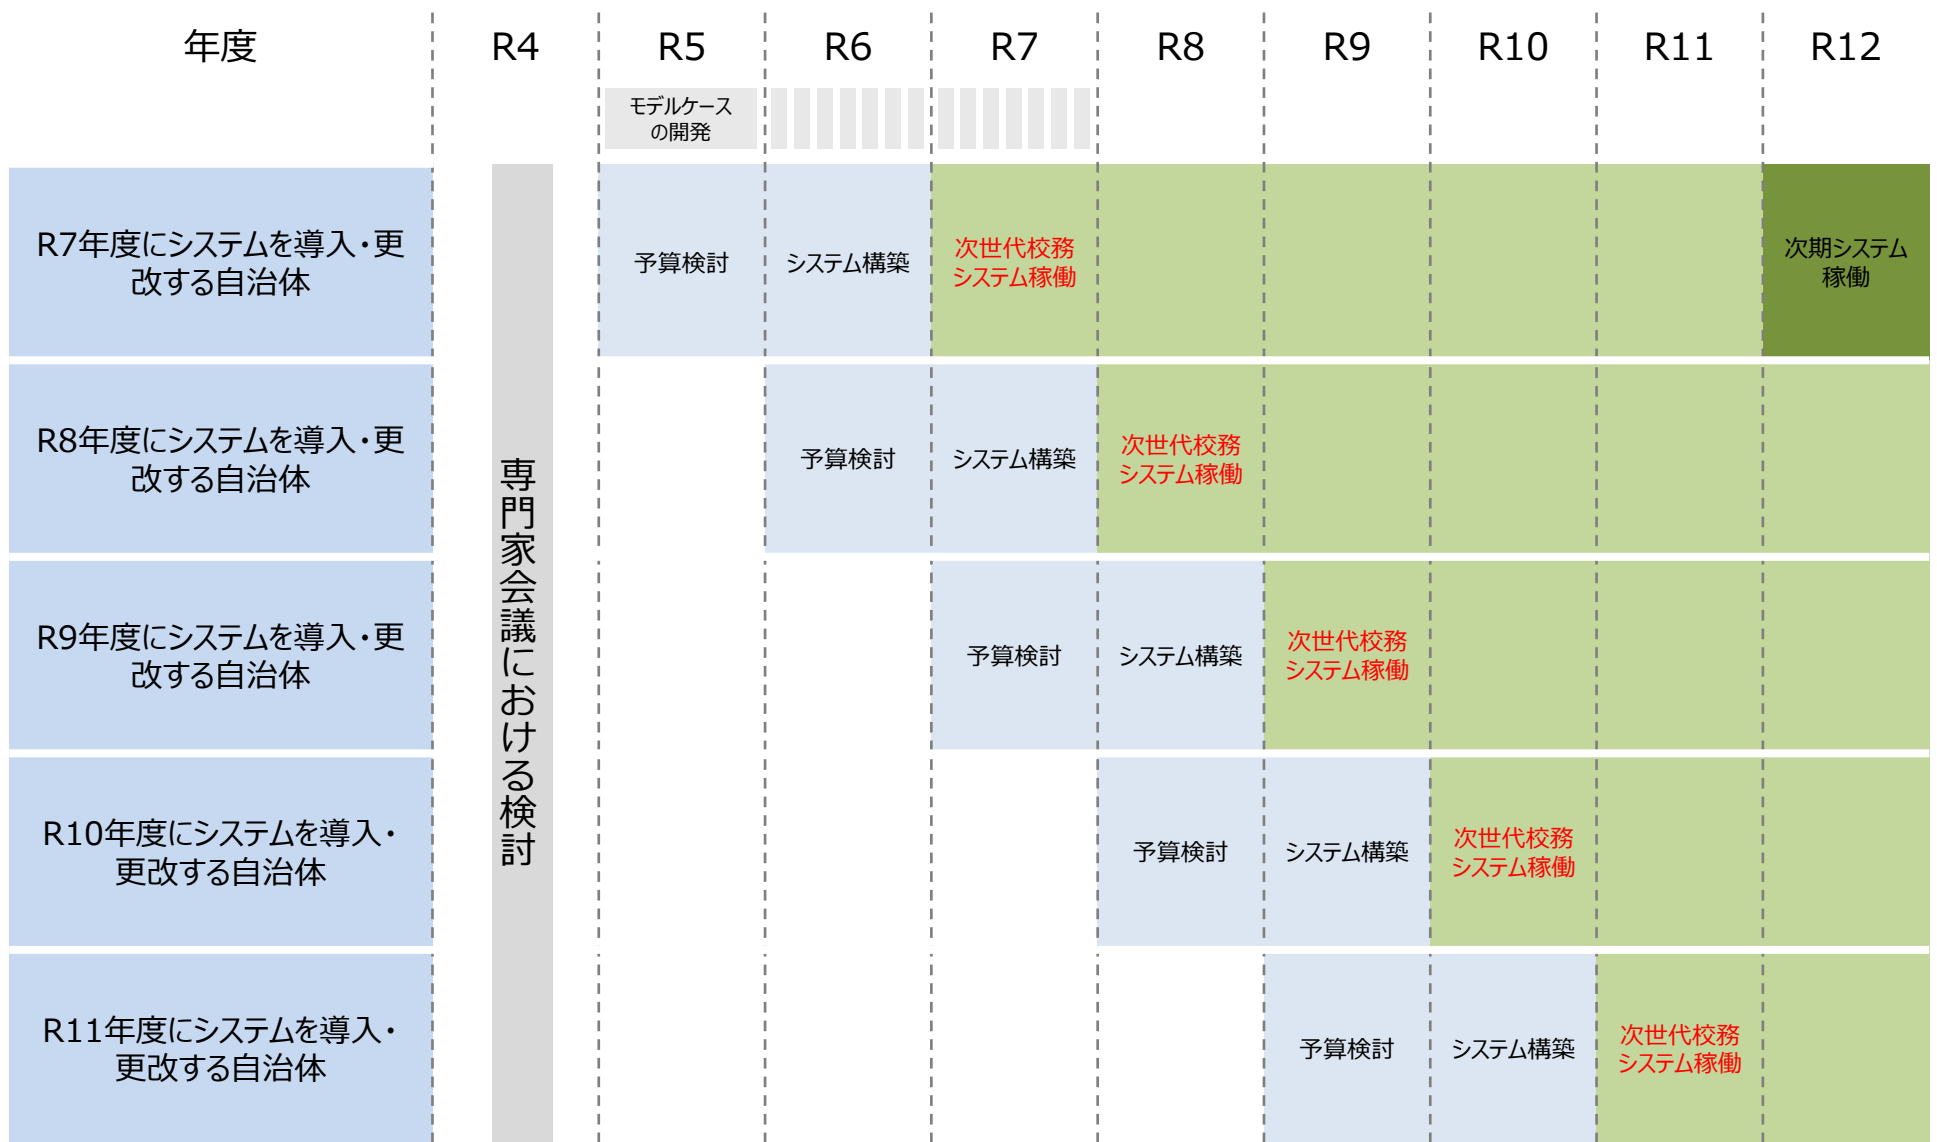 年度 R4 R5 R6 R7 R8 R9 R10 R11 R12
モデルケース
の開発
専門家会議における検討
R7年度にシステムを導入・更
改する自治体
予算検討
システム構築
次世代校務
システム稼働
次期システム
稼働
R8年度にシステムを導入・更
改する自治体
予算検討
システム構築
次世代校務
システム稼働
R9年度にシステムを導入・更
改する自治体
予算検討
システム構築
次世代校務
システム稼働
R10年度にシステムを導入・
更改する自治体
予算検討
システム構築
次世代校務
システム稼働
R11年度にシステムを導入・
更改する自治体
予算検討
システム構築
次世代校務
システム稼働